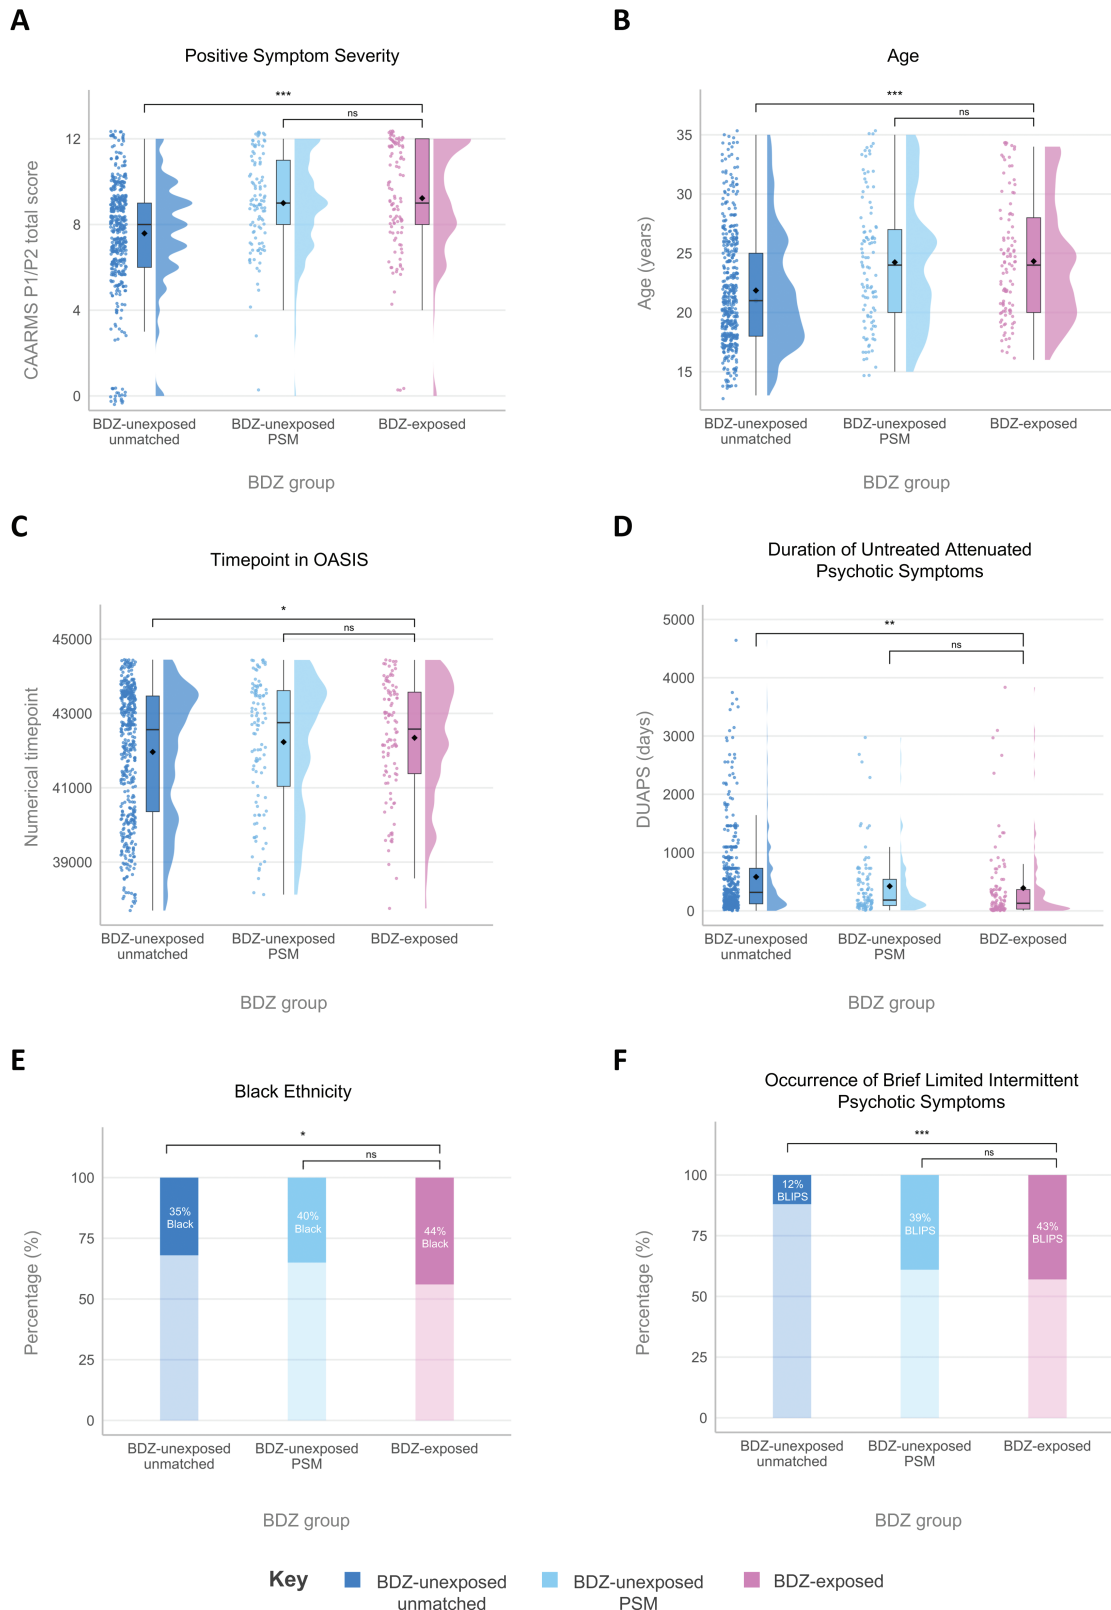 A
Positive Symptom Severity
***
ns
12
8
4
0
CAARMS P1/P2 total score
BDZ-unexposed
unmatched
BDZ-unexposed
PSM
BDZ-exposed
BDZ group
B
Age
***
ns
35
30
25
20
15
Age (years)
BDZ-unexposed
unmatched
BDZ-unexposed
PSM
BDZ-exposed
BDZ group
C
Timepoint in OASIS
*
ns
45000
43000
41000
39000
Numerical timepoint
BDZ-unexposed
unmatched
BDZ-unexposed
PSM
BDZ-exposed
BDZ group
D
Duration of Untreated Attenuated
Psychotic Symptoms
**
ns
5000
4000
3000
2000
1000
0
DUAPS (days)
BDZ-unexposed
unmatched
BDZ-unexposed
PSM
BDZ-exposed
BDZ group
E
Black Ethnicity
*
ns
100
75
50
25
0
Percentage (%)
35%
Black
40%
Black
44%
Black
BDZ-unexposed
unmatched
BDZ-unexposed
PSM
BDZ-exposed
BDZ group
F
Occurrence of Brief Limited Intermittent
Psychotic Symptoms
***
ns
100
75
50
25
0
Percentage (%)
12%
BLIPS
39%
BLIPS
43%
BLIPS
BDZ-unexposed
unmatched
BDZ-unexposed
PSM
BDZ-exposed
BDZ group
Key
BDZ-unexposed
unmatched
BDZ-unexposed
PSM
BDZ-exposed